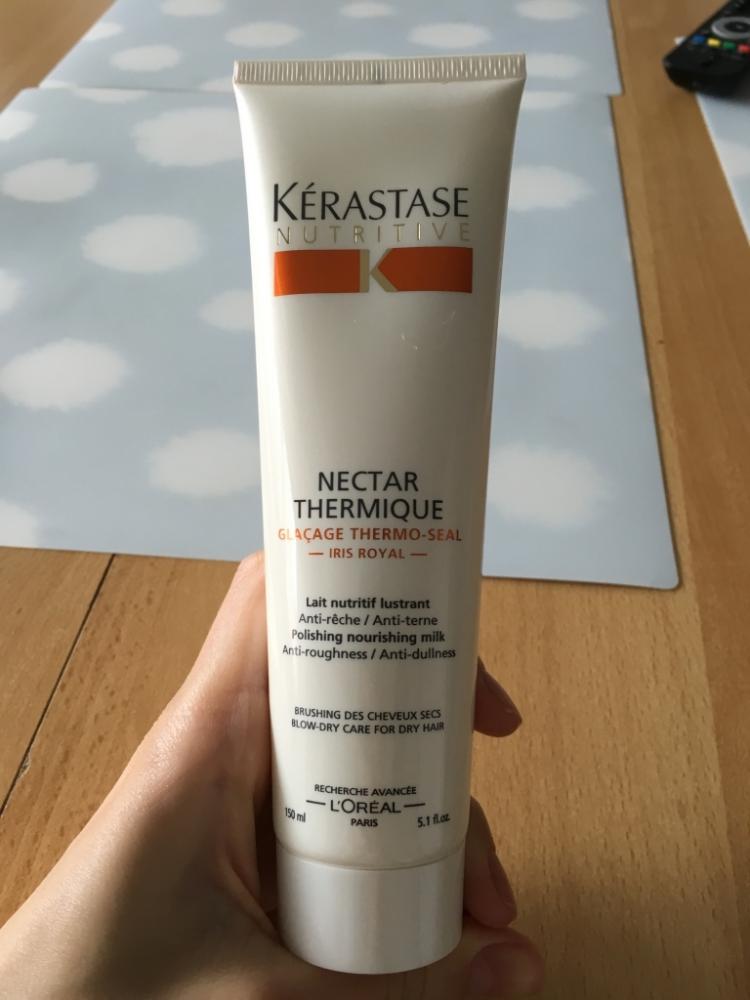 KÉRASTASE
NUTRITIVE
K
NECTAR
THERMIQUE
GLAÇAGE THERMO-SEAL
— IRIS ROYAL —
Lait nutritif lustrant
Anti-rêche / Anti-terne
Polishing nourishing milk
Anti-roughness / Anti-dullness
BRUSHING DES CHEVEUX SECS
BLOW-DRY CARE FOR DRY HAIR
RECHERCHE AVANCÉE
— L'ORÉAL —
PARIS
150 ml
5.1 fl.oz.